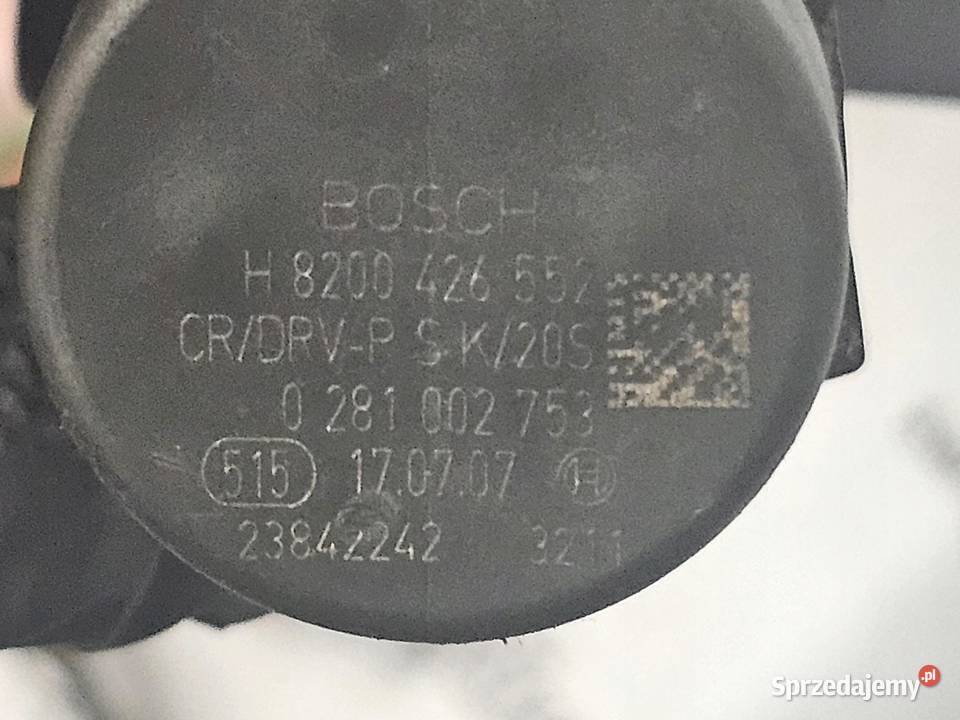 BOSCH
H 8200 426 552
CR/DRV-P S K/20S
0 281 002 753
515 17.07.07 H
23842242 3211
Sprzedajemy.pl